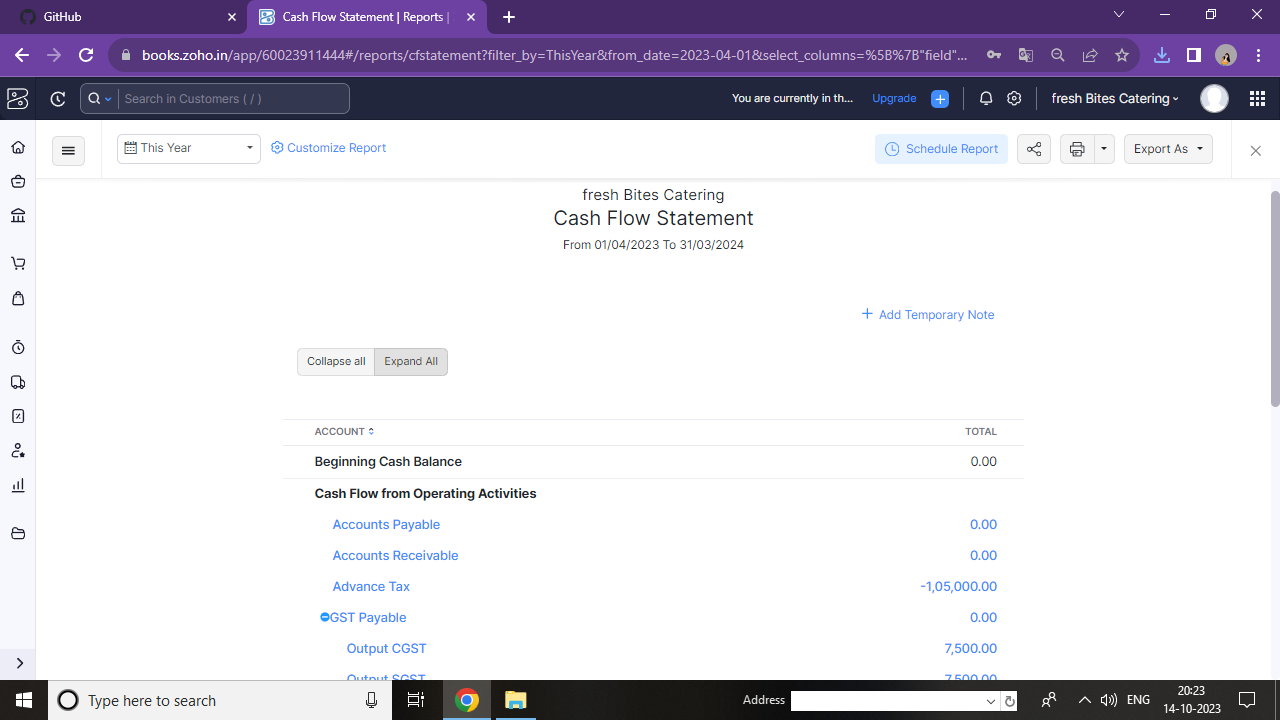 GitHub
Cash Flow Statement | Reports |
books.zoho.in/app/60023911444#/reports/cfstatement?filter_by=ThisYear&from_date=2023-04-01&select_columns=%5B%7B"field"...
Search in Customers ( / )
You are currently in th...
Upgrade
fresh Bites Catering
This Year
Customize Report
Schedule Report
Export As
fresh Bites Catering
Cash Flow Statement
From 01/04/2023 To 31/03/2024
Add Temporary Note
Collapse all Expand All
ACCOUNT TOTAL
Beginning Cash Balance 0.00
Cash Flow from Operating Activities
Accounts Payable 0.00
Accounts Receivable 0.00
Advance Tax -1,05,000.00
GST Payable 0.00
Output CGST 7,500.00
Output SGST 7,500.00
Type here to search
Address
ENG
20:23
14-10-2023